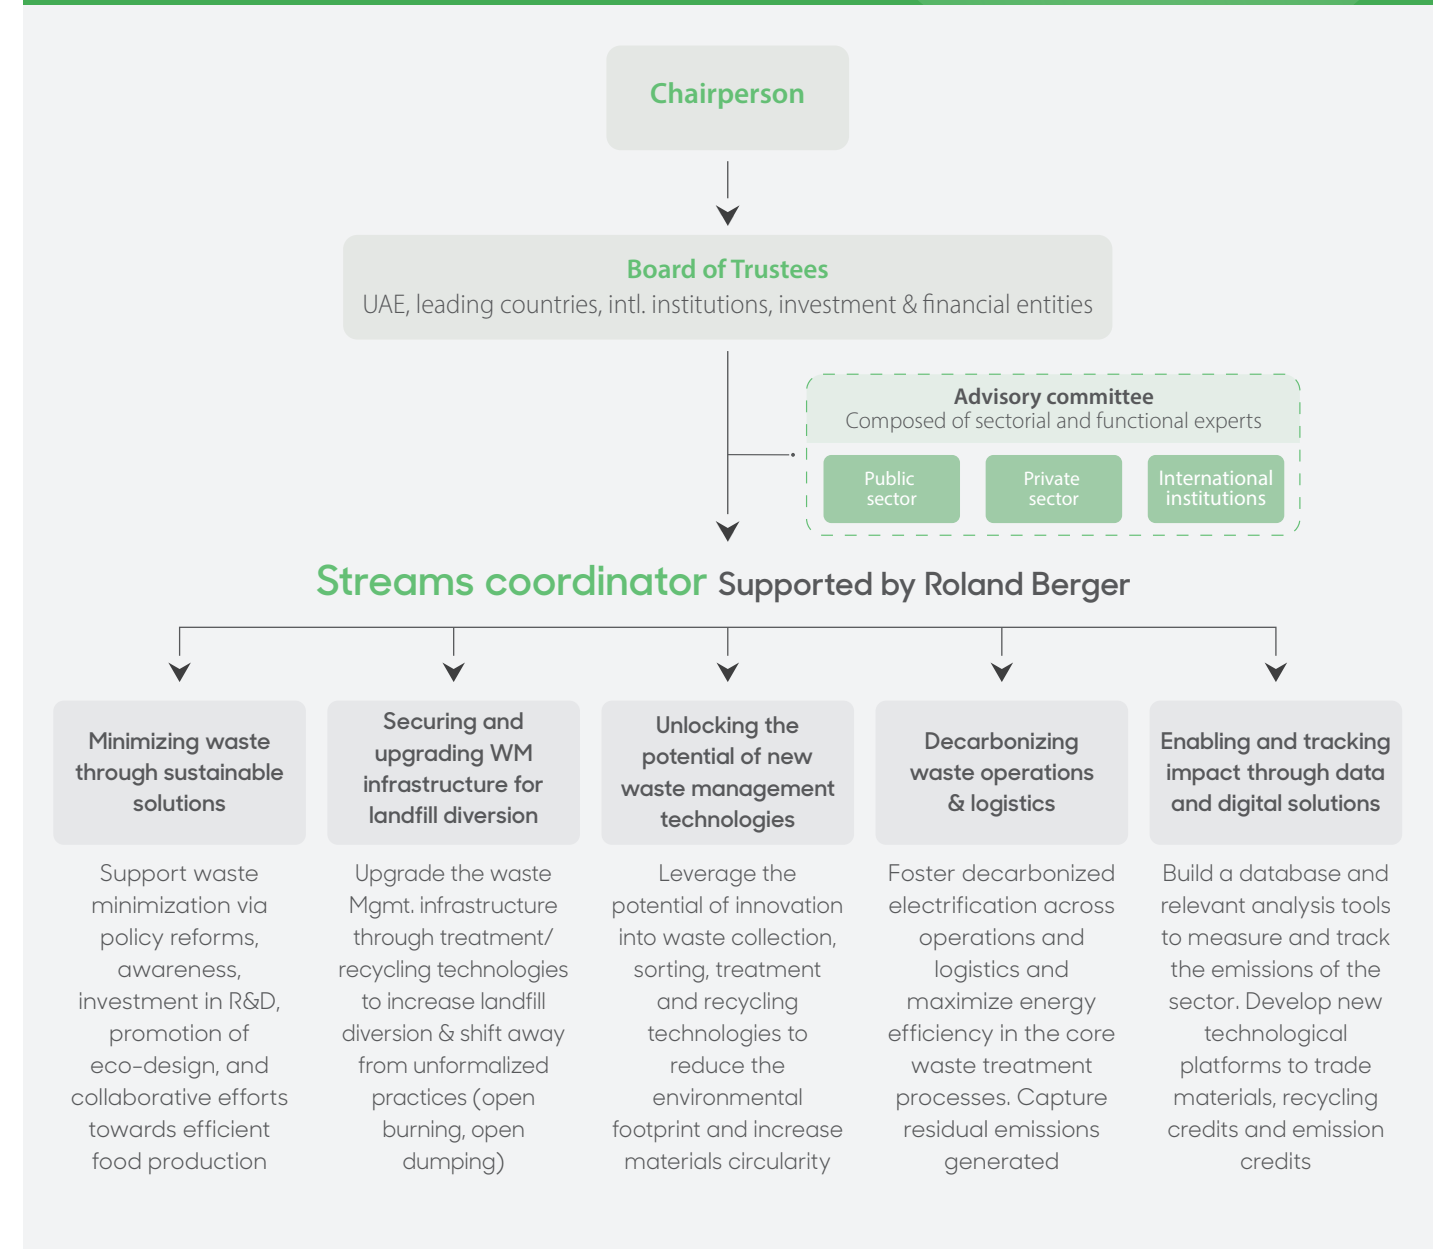 Chairperson
Board of Trustees
UAE, leading countries, intl. institutions, investment & financial entities
Advisory committee
Composed of sectorial and functional experts
Public
sector
Private
sector
International
institutions
Streams coordinator Supported by Roland Berger
Minimizing waste
through sustainable
solutions
Support waste
minimization via
policy reforms,
awareness,
investment in R&D,
promotion of
eco-design, and
collaborative efforts
towards efficient
food production
Securing and
upgrading WM
infrastructure for
landfill diversion
Upgrade the waste
Mgmt. infrastructure
through treatment/
recycling technologies
to increase landfill
diversion & shift away
from unformalized
practices (open
burning, open
dumping)
Unlocking the
potential of new
waste management
technologies
Leverage the
potential of innovation
into waste collection,
sorting, treatment
and recycling
technologies to
reduce the
environmental
footprint and increase
materials circularity
Decarbonizing
waste operations
& logistics
Foster decarbonized
electrification across
operations and
logistics and
maximize energy
efficiency in the core
waste treatment
processes. Capture
residual emissions
generated
Enabling and tracking
impact through data
and digital solutions
Build a database and
relevant analysis tools
to measure and track
the emissions of the
sector. Develop new
technological
platforms to trade
materials, recycling
credits and emission
credits